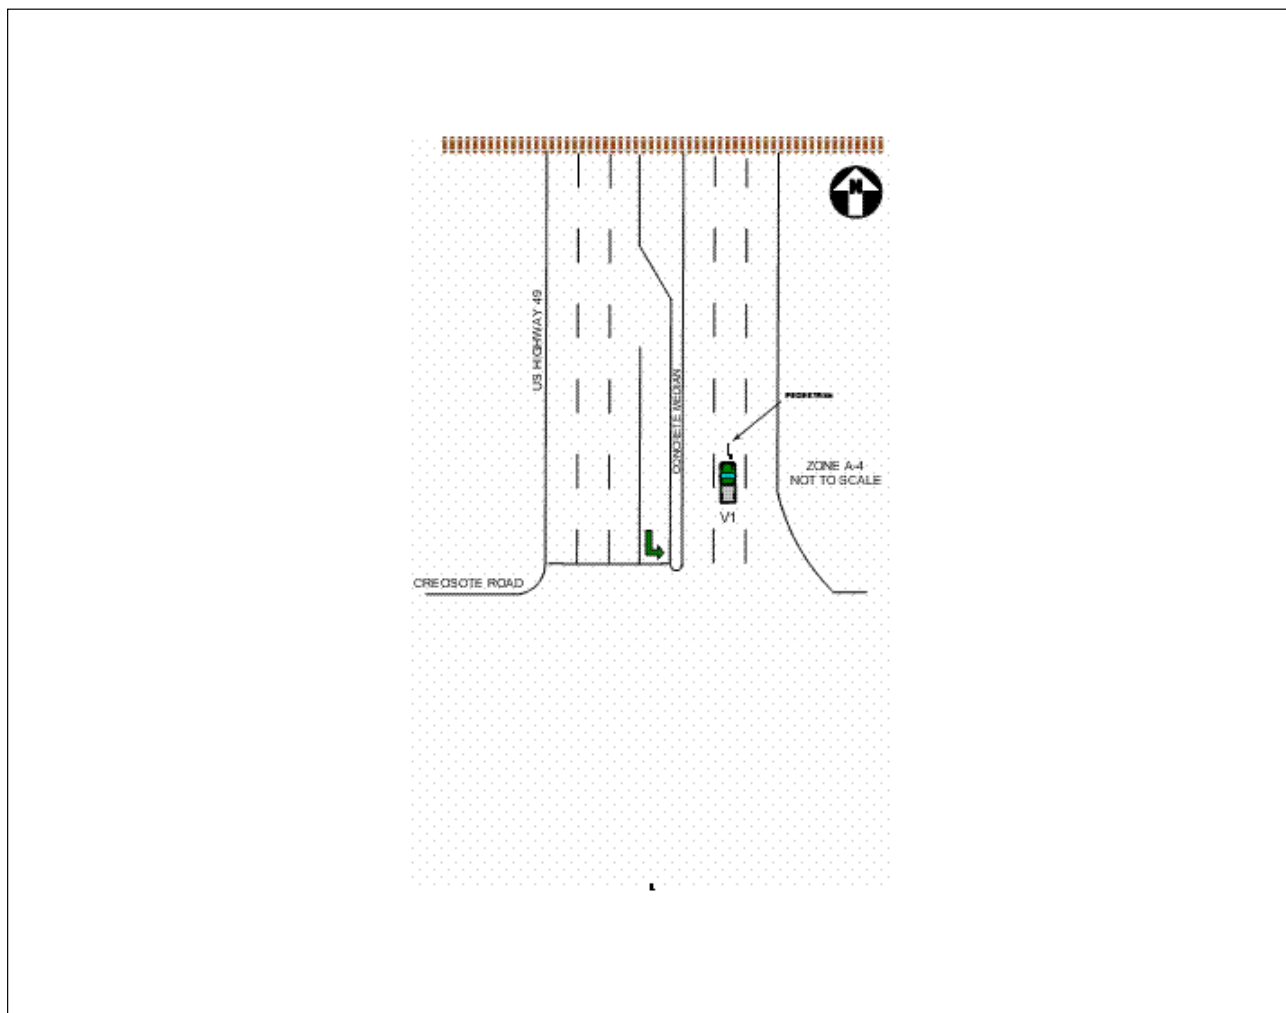 N
US HIGHWAY 49
CONCRETE MEDIAN
PEDESTRIAN
ZONE A-4
NOT TO SCALE
V1
CREOSOTE ROAD